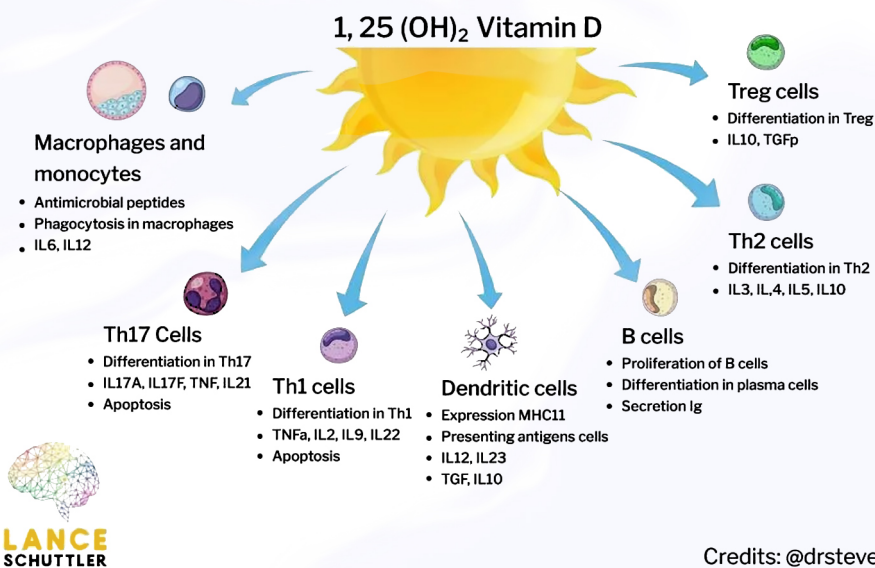 1, 25 (OH)₂ Vitamin D
Macrophages and
monocytes
• Antimicrobial peptides
• Phagocytosis in macrophages
• IL6, IL12
Th17 Cells
• Differentiation in Th17
• IL17A, IL17F, TNF, IL21
• Apoptosis
Th1 cells
• Differentiation in Th1
• TNFa, IL2, IL9, IL22
• Apoptosis
Dendritic cells
• Expression MHC11
• Presenting antigens cells
• IL12, IL23
• TGF, IL10
B cells
• Proliferation of B cells
• Differentiation in plasma cells
• Secretion Ig
Th2 cells
• Differentiation in Th2
• IL3, IL,4, IL5, IL10
Treg cells
• Differentiation in Treg
• IL10, TGFp
LANCE
SCHUTTLER
Credits: @drsteve